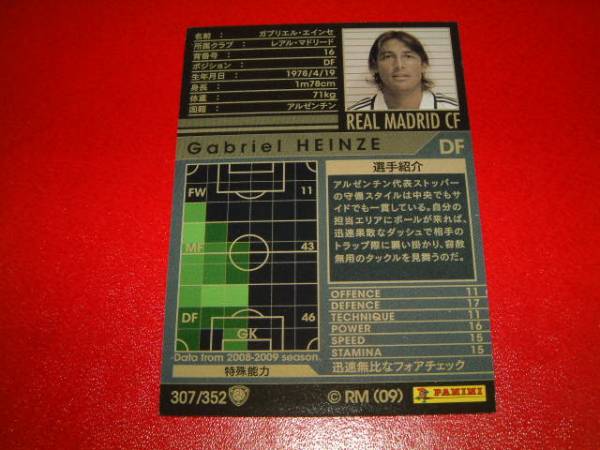 名前 : ガブリエル・エインセ
所属クラブ : レアル・マドリード
背番号 : 16
ポジション : DF
生年月日 : 1978/4/19
身長 : 1m78cm
体重 : 71kg
国籍 : アルゼンチン
REAL MADRID CF
Gabriel HEINZE DF
FW 11
MF 43
DF 46
GK
Data from 2008-2009 season.
特殊能力
選手紹介
アルゼンチン代表ストッパー
の守備スタイルは中央でもサ
イドでも一貫している。自分の
担当エリアにボールが来れば、
迅速果敢なダッシュで相手の
トラップ際に襲い掛かり、容赦
無用のタックルを見舞うのだ。
OFFENCE 11
DEFENCE 17
TECHNIQUE 11
POWER 16
SPEED 15
STAMINA 15
迅速無比なフォアチェック
307/352
© RM (09)
PANINI